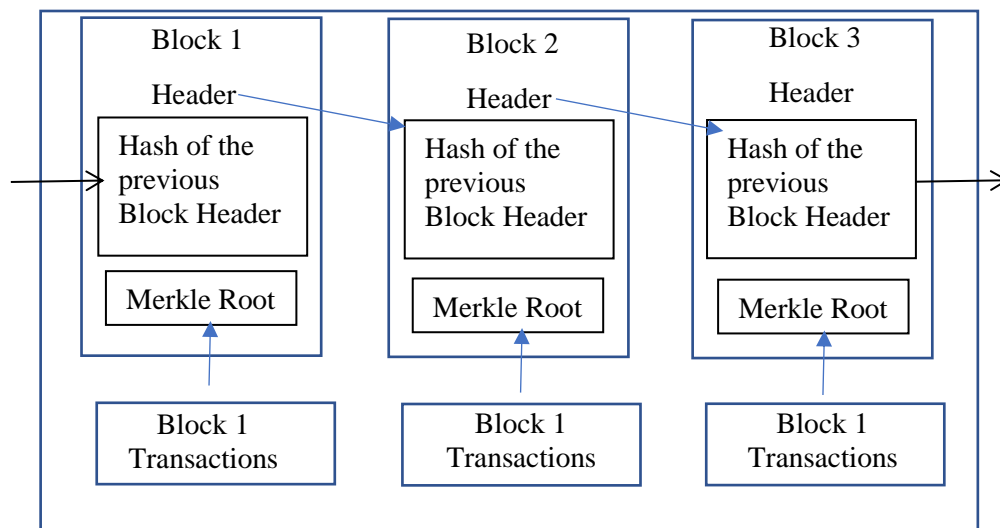 Block 1
Header
Hash of the
previous
Block Header
Merkle Root
Block 1
Transactions
Block 2
Header
Hash of the
previous
Block Header
Merkle Root
Block 1
Transactions
Block 3
Header
Hash of the
previous
Block Header
Merkle Root
Block 1
Transactions